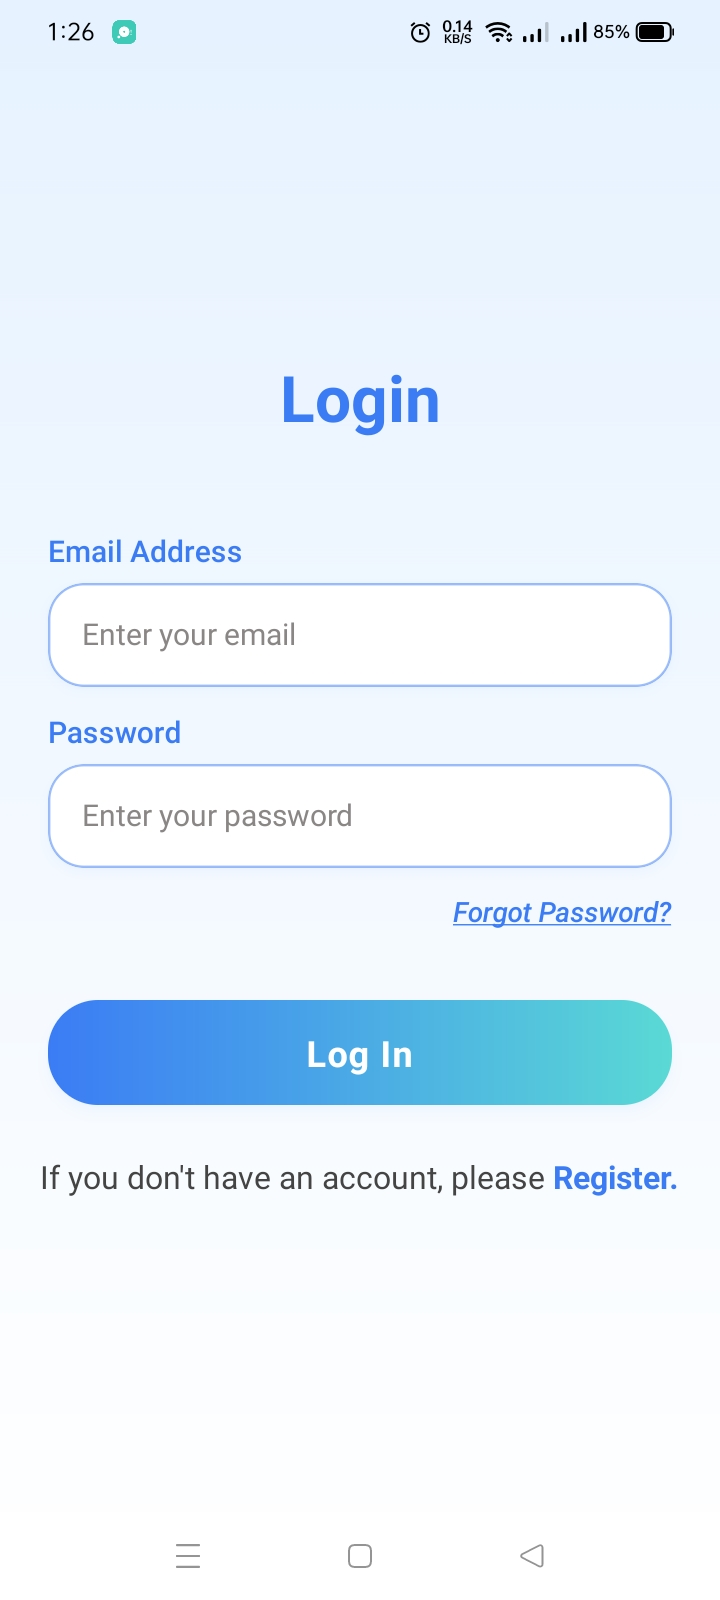 1:26
0.14
KB/S
85%
Login
Email Address
Enter your email
Password
Enter your password
Forgot Password?
Log In
If you don't have an account, please Register.